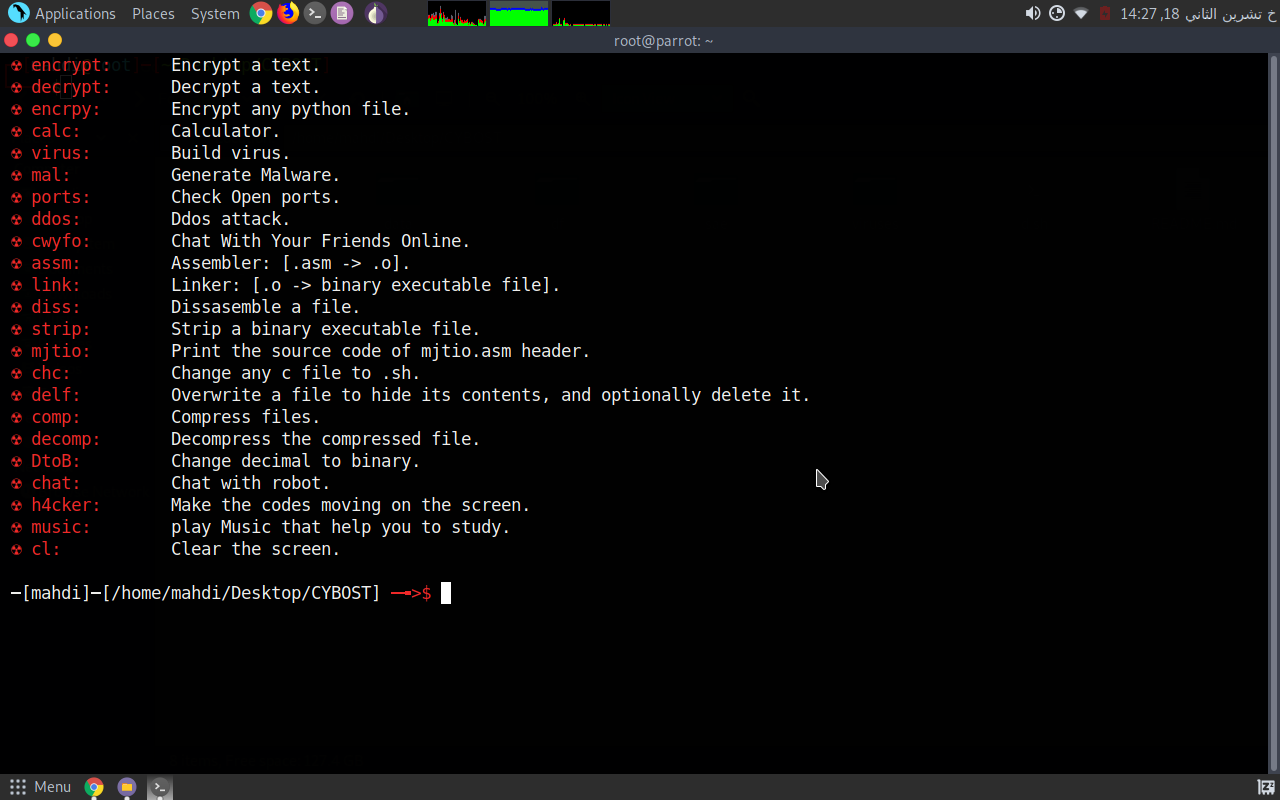 Applications Places System 14:27 ,18 خ تشرين الثاني
root@parrot: ~
☢ encrypt: Encrypt a text.
☢ decrypt: Decrypt a text.
☢ encrpy: Encrypt any python file.
☢ calc: Calculator.
☢ virus: Build virus.
☢ mal: Generate Malware.
☢ ports: Check Open ports.
☢ ddos: Ddos attack.
☢ cwyfo: Chat With Your Friends Online.
☢ assm: Assembler: [.asm -> .o].
☢ link: Linker: [.o -> binary executable file].
☢ diss: Dissasemble a file.
☢ strip: Strip a binary executable file.
☢ mjtio: Print the source code of mjtio.asm header.
☢ chc: Change any c file to .sh.
☢ delf: Overwrite a file to hide its contents, and optionally delete it.
☢ comp: Compress files.
☢ decomp: Decompress the compressed file.
☢ DtoB: Change decimal to binary.
☢ chat: Chat with robot.
☢ h4cker: Make the codes moving on the screen.
☢ music: play Music that help you to study.
☢ cl: Clear the screen.
─[mahdi]─[/home/mahdi/Desktop/CYBOST] ──╼>$
Menu